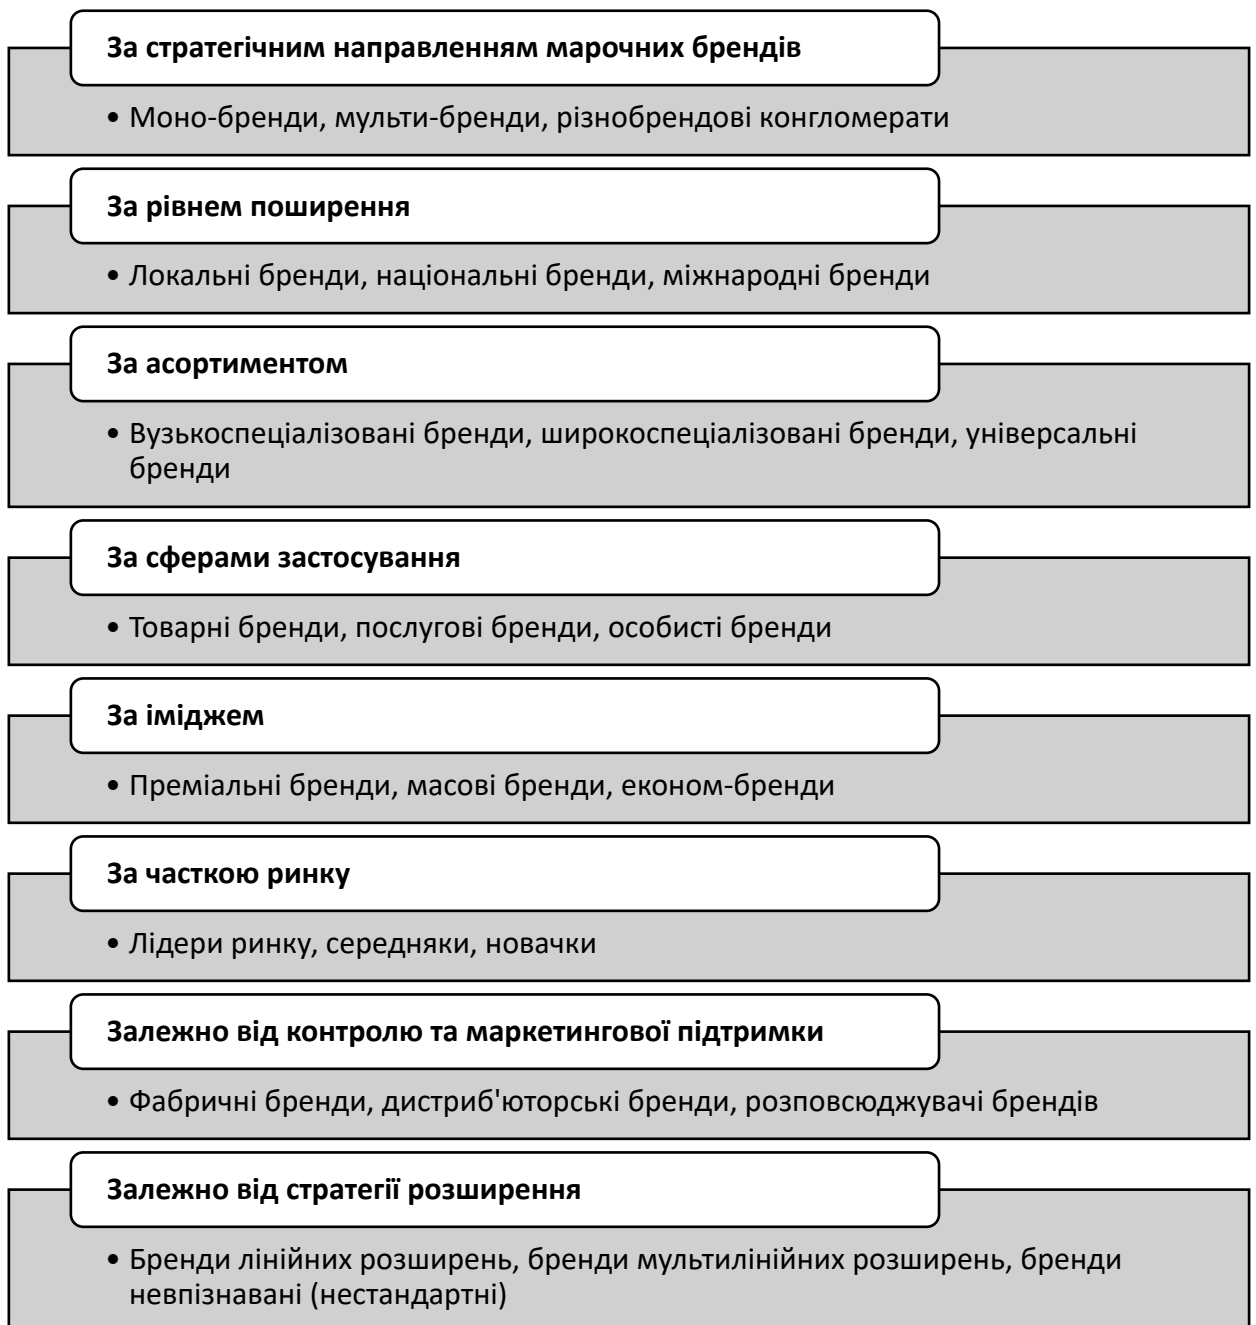 За стратегічним направленням марочних брендів
• Моно-бренди, мульти-бренди, різнобрендові конгломерати
За рівнем поширення
• Локальні бренди, національні бренди, міжнародні бренди
За асортиментом
• Вузькоспеціалізовані бренди, широкоспеціалізовані бренди, універсальні
бренди
За сферами застосування
• Товарні бренди, послугові бренди, особисті бренди
За іміджем
• Преміальні бренди, масові бренди, економ-бренди
За часткою ринку
• Лідери ринку, середняки, новачки
Залежно від контролю та маркетингової підтримки
• Фабричні бренди, дистриб'юторські бренди, розповсюджувачі брендів
Залежно від стратегії розширення
• Бренди лінійних розширень, бренди мультилінійних розширень, бренди
невпізнавані (нестандартні)